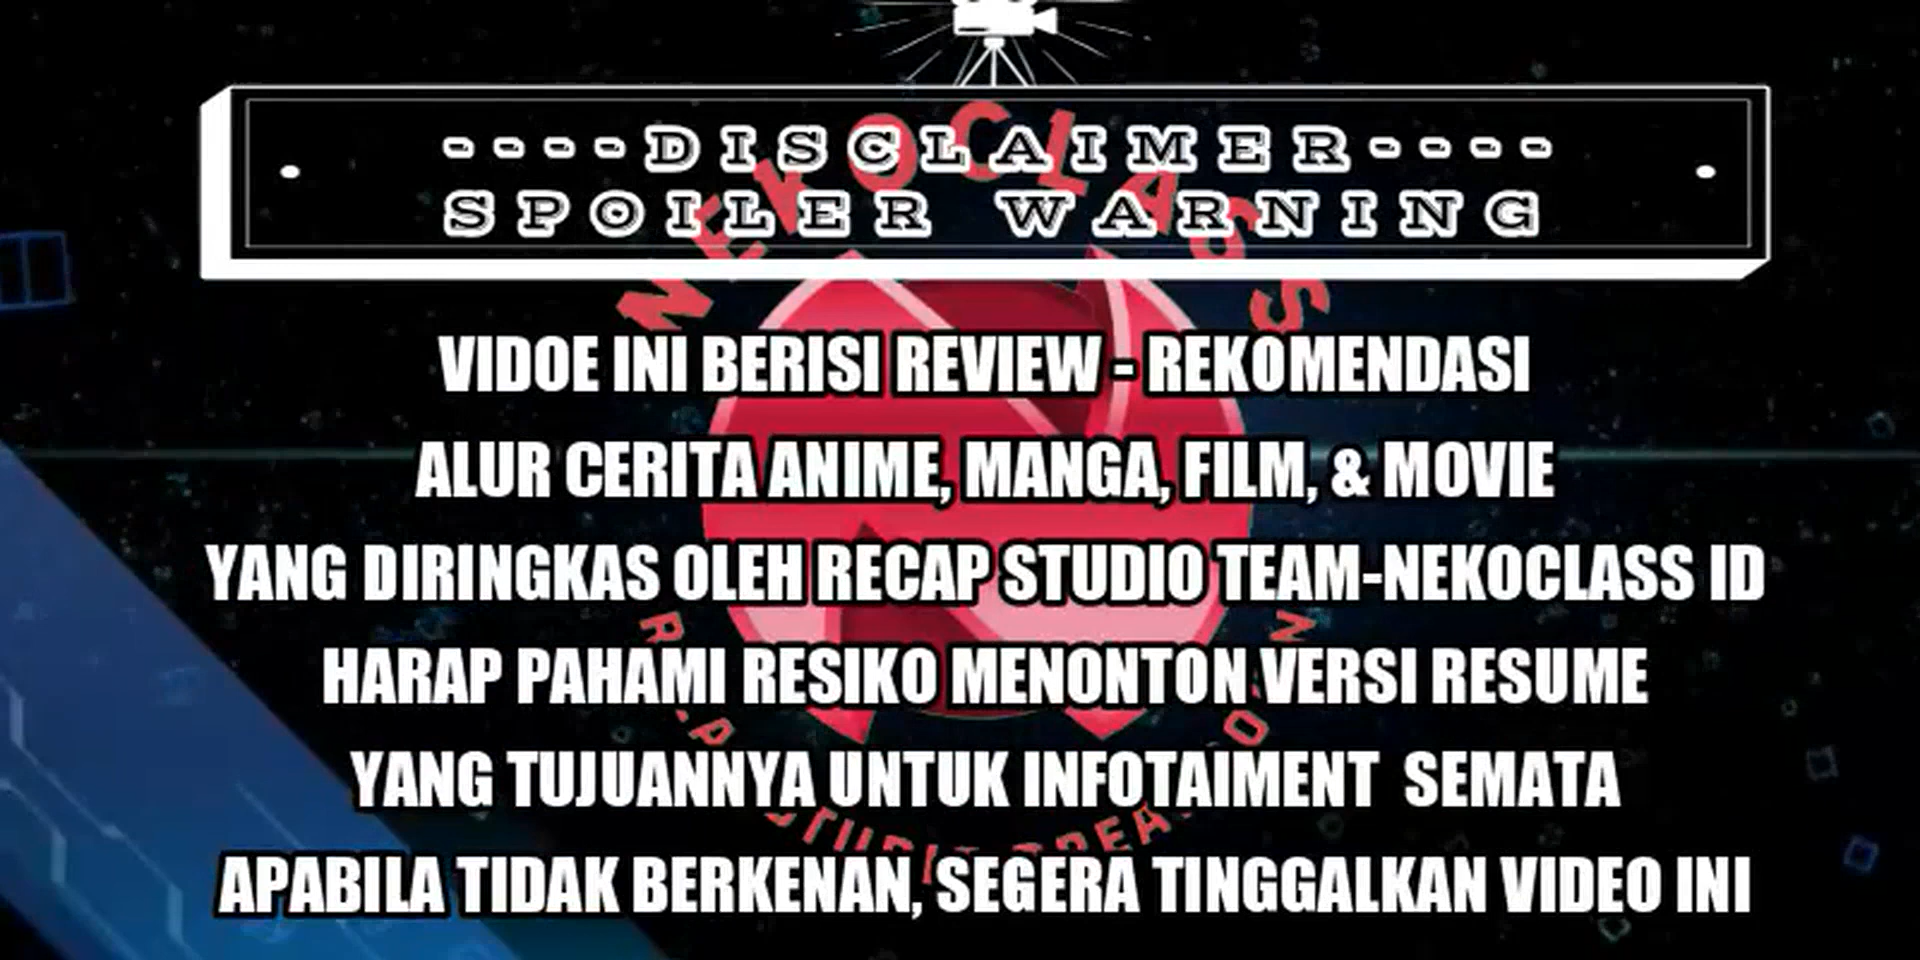 ----DISCLAIMER----
SPOILER WARNING
NEKOCLASS
VIDOE INI BERISI REVIEW - REKOMENDASI
ALUR CERITA ANIME, MANGA, FILM, & MOVIE
YANG DIRINGKAS OLEH RECAP STUDIO TEAM-NEKOCLASS ID
HARAP PAHAMI RESIKO MENONTON VERSI RESUME
YANG TUJUANNYA UNTUK INFOTAIMENT SEMATA
APABILA TIDAK BERKENAN, SEGERA TINGGALKAN VIDEO INI